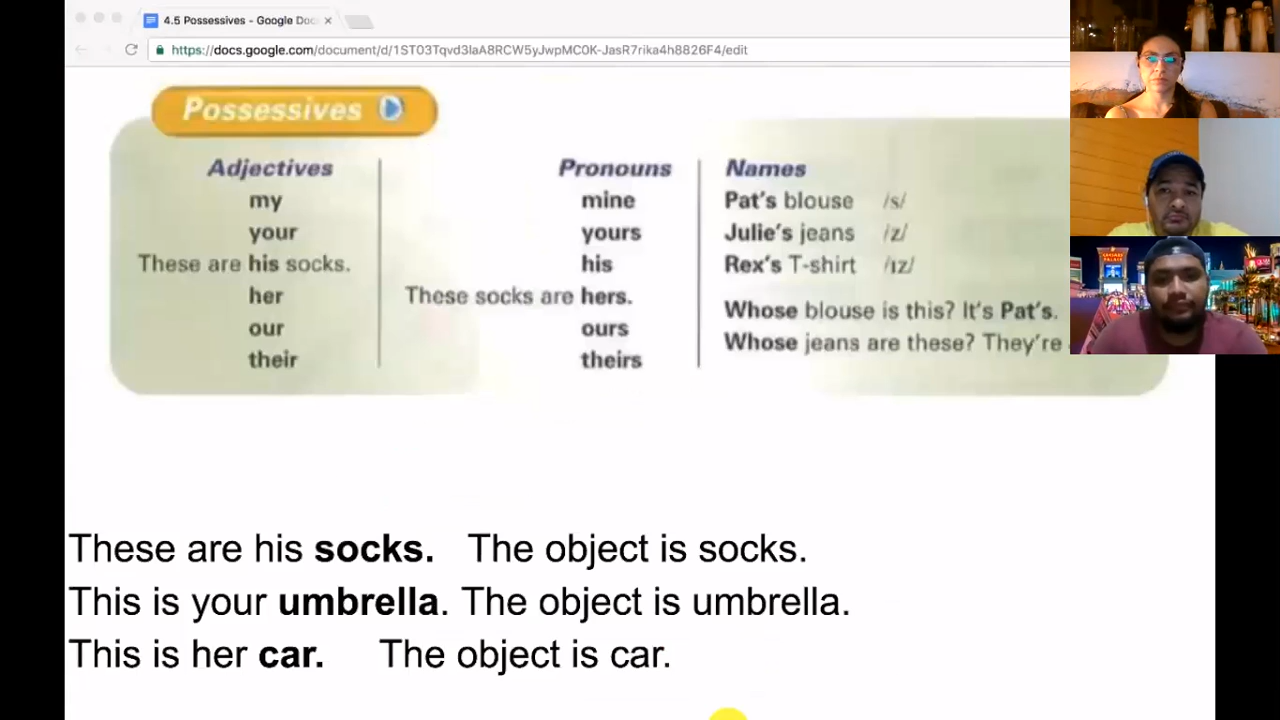 4.5 Possessives - Google Doc
https://docs.google.com/document/d/1ST03Tqvd3laA8RCW5yJwpMC0K-JasR7rika4h8826F4/edit
Possessives
Adjectives
my
your
These are his socks.
her
our
their
Pronouns
mine
yours
his
These socks are hers.
ours
theirs
Names
Pat's blouse /s/
Julie's jeans /z/
Rex's T-shirt /ɪz/
Whose blouse is this? It's Pat's.
Whose jeans are these? They're
These are his socks. The object is socks.
This is your umbrella. The object is umbrella.
This is her car. The object is car.